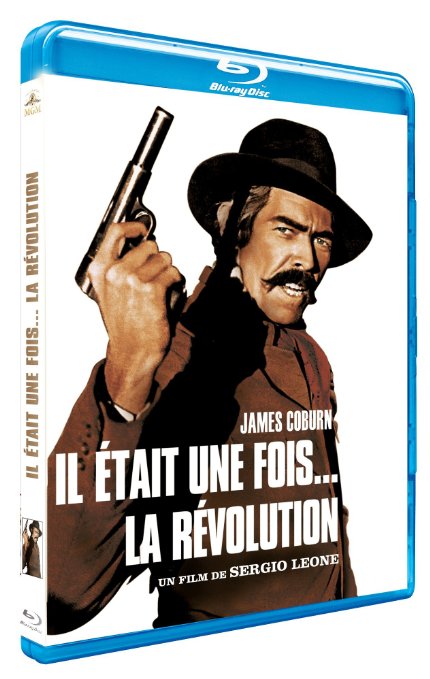 Blu-ray Disc
MGM
IL ÉTAIT UNE FOIS... LA RÉVOLUTION
JAMES COBURN
IL ÉTAIT UNE FOIS...
LA RÉVOLUTION
UN FILM DE SERGIO LEONE